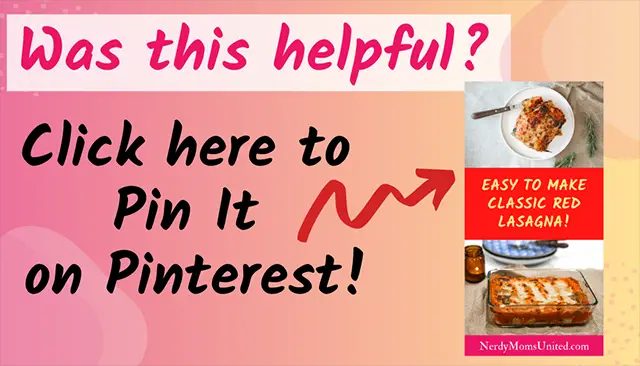 Was this helpful?
Click here to
Pin It
on Pinterest!
EASY TO MAKE
CLASSIC RED
LASAGNA!
NerdyMomsUnited.com